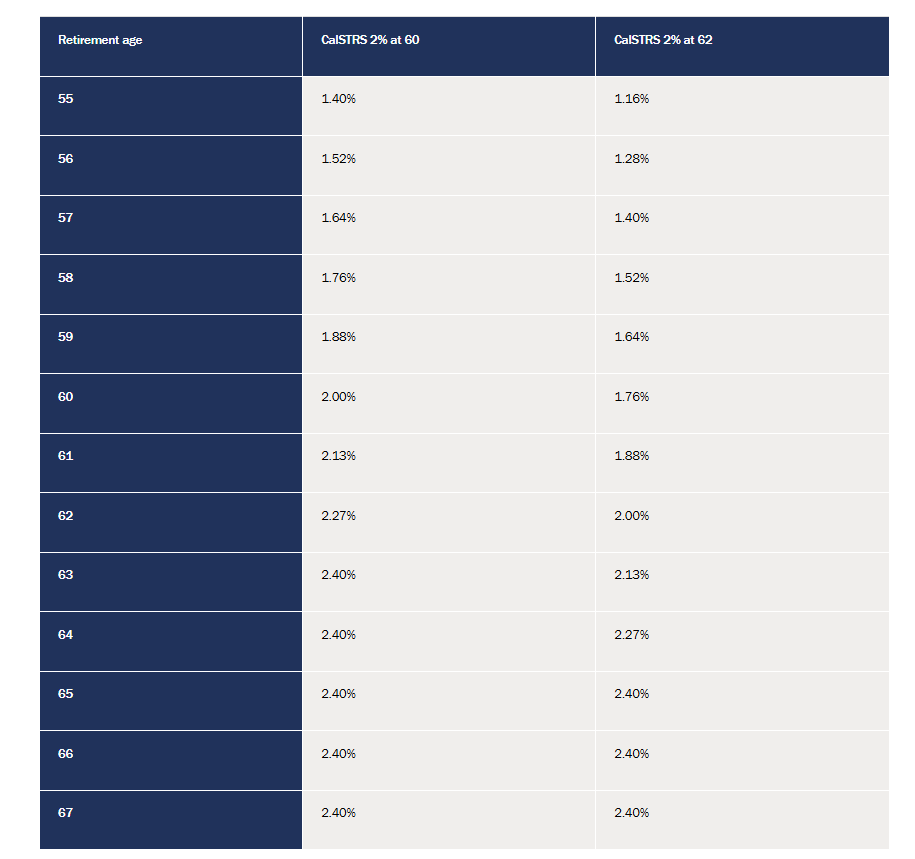 Retirement age CalSTRS 2% at 60 CalSTRS 2% at 62
55 1.40% 1.16%
56 1.52% 1.28%
57 1.64% 1.40%
58 1.76% 1.52%
59 1.88% 1.64%
60 2.00% 1.76%
61 2.13% 1.88%
62 2.27% 2.00%
63 2.40% 2.13%
64 2.40% 2.27%
65 2.40% 2.40%
66 2.40% 2.40%
67 2.40% 2.40%